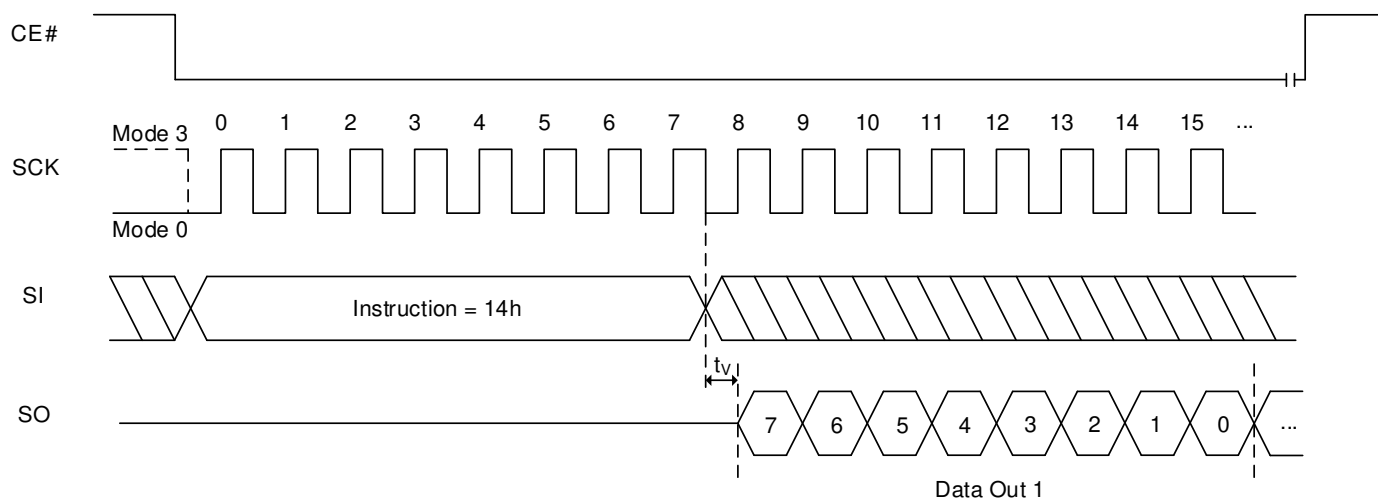 CE#
0 1 2 3 4 5 6 7 8 9 10 11 12 13 14 15 ...
Mode 3
SCK
Mode 0
SI
Instruction = 14h
tV
SO
7 6 5 4 3 2 1 0 ...
Data Out 1